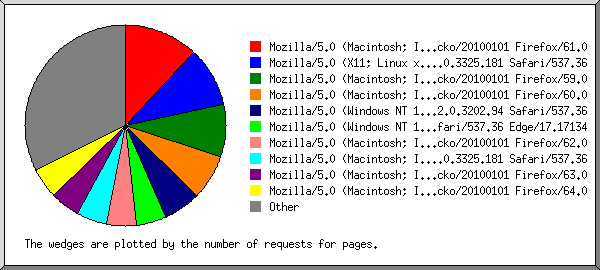 Mozilla/5.0 (Macintosh; I...cko/20100101 Firefox/61.0
Mozilla/5.0 (X11; Linux x....0.3325.181 Safari/537.36
Mozilla/5.0 (Macintosh; I...cko/20100101 Firefox/59.0
Mozilla/5.0 (Macintosh; I...cko/20100101 Firefox/60.0
Mozilla/5.0 (Windows NT 1...2.0.3202.94 Safari/537.36
Mozilla/5.0 (Windows NT 1...fari/537.36 Edge/17.17134
Mozilla/5.0 (Macintosh; I...cko/20100101 Firefox/62.0
Mozilla/5.0 (Macintosh; I....0.3325.181 Safari/537.36
Mozilla/5.0 (Macintosh; I...cko/20100101 Firefox/63.0
Mozilla/5.0 (Macintosh; I...cko/20100101 Firefox/64.0
Other
The wedges are plotted by the number of requests for pages.